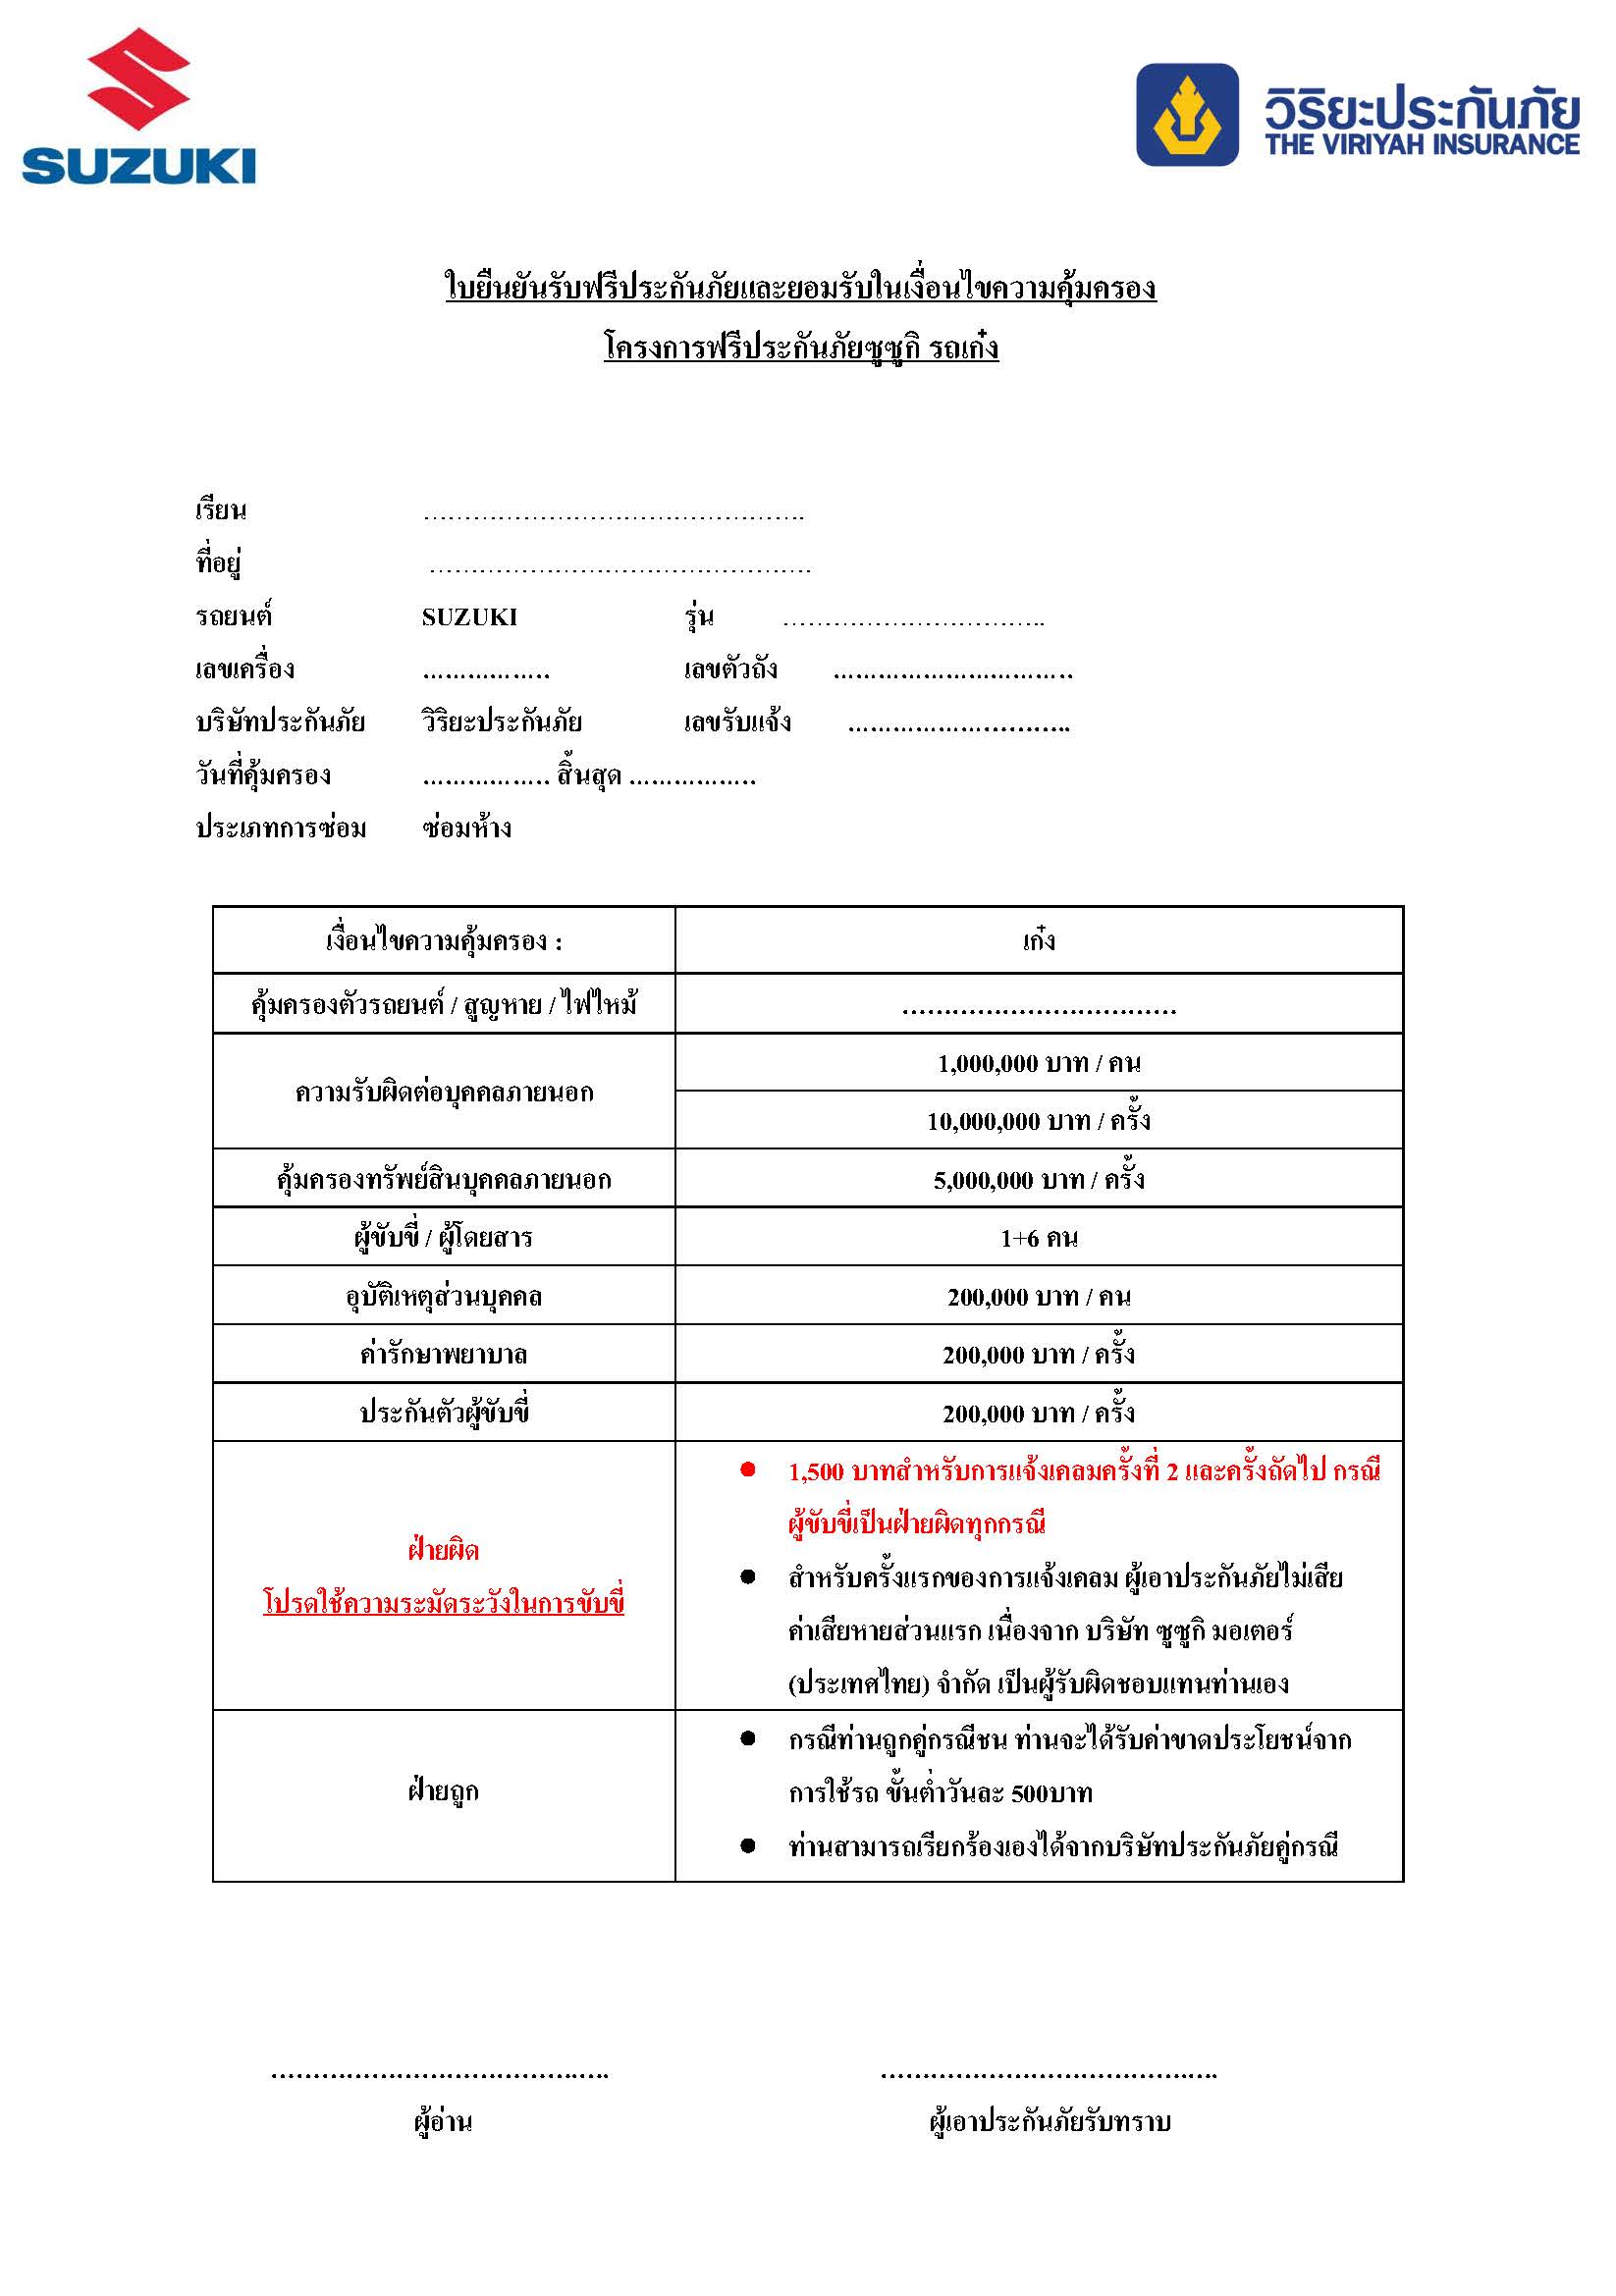 SUZUKI
วิริยะประกันภัย
THE VIRIYAH INSURANCE
ใบยืนยันรับฟรีประกันภัยและยอมรับในเงื่อนไขความคุ้มครอง
โครงการฟรีประกันภัยซูซูกิ รถเก๋ง
เรียน ……………………………………….
ที่อยู่ ………………………………………
รถยนต์ SUZUKI รุ่น …………………………..
เลขเครื่อง …………….. เลขตัวถัง …………………………..
บริษัทประกันภัย วิริยะประกันภัย เลขรับแจ้ง ………………………..
วันที่คุ้มครอง …………….. สิ้นสุด ……………..
ประเภทการซ่อม ซ่อมห้าง
เงื่อนไขความคุ้มครอง : เก๋ง
คุ้มครองตัวรถยนต์ / สูญหาย / ไฟไหม้ ……………………………
ความรับผิดต่อบุคคลภายนอก
1,000,000 บาท / คน
10,000,000 บาท / ครั้ง
คุ้มครองทรัพย์สินบุคคลภายนอก 5,000,000 บาท / ครั้ง
ผู้ขับขี่ / ผู้โดยสาร 1+6 คน
อุบัติเหตุส่วนบุคคล 200,000 บาท / คน
ค่ารักษาพยาบาล 200,000 บาท / ครั้ง
ประกันตัวผู้ขับขี่ 200,000 บาท / ครั้ง
ฝ่ายผิด
โปรดใช้ความระมัดระวังในการขับขี่
● 1,500 บาทสำหรับการแจ้งเคลมครั้งที่ 2 และครั้งถัดไป กรณี
ผู้ขับขี่เป็นฝ่ายผิดทุกกรณี
● สำหรับครั้งแรกของการแจ้งเคลม ผู้เอาประกันภัยไม่เสีย
ค่าเสียหายส่วนแรก เนื่องจาก บริษัท ซูซูกิ มอเตอร์
(ประเทศไทย) จำกัด เป็นผู้รับผิดชอบแทนท่านเอง
ฝ่ายถูก
● กรณีท่านถูกคู่กรณีชน ท่านจะได้รับค่าขาดประโยชน์จาก
การใช้รถ ขั้นต่ำวันละ 500บาท
● ท่านสามารถเรียกร้องเองได้จากบริษัทประกันภัยคู่กรณี
………………………………….. …………………………………..
ผู้อ่าน ผู้เอาประกันภัยรับทราบ